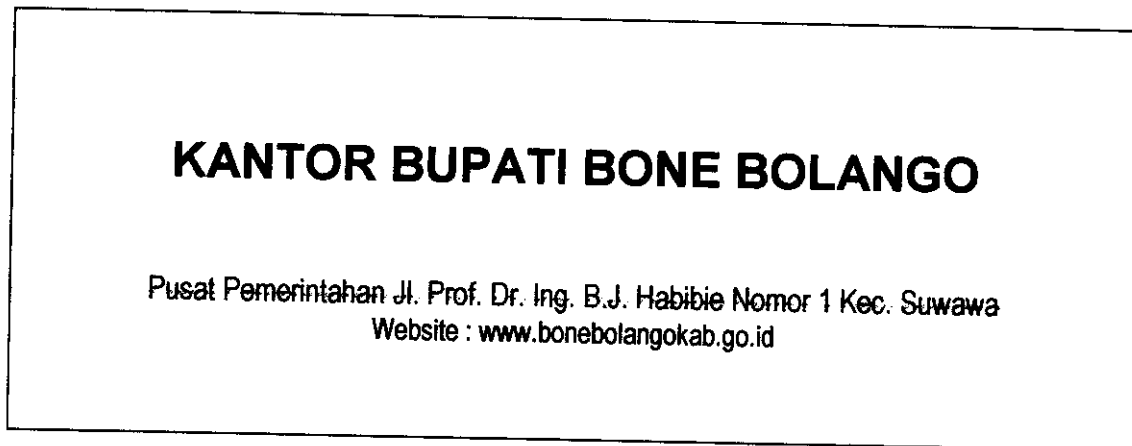 KANTOR BUPATI BONE BOLANGO
Pusat Pemerintahan Jl. Prof. Dr. Ing. B.J. Habibie Nomor 1 Kec. Suwawa
Website : www.bonebolangokab.go.id